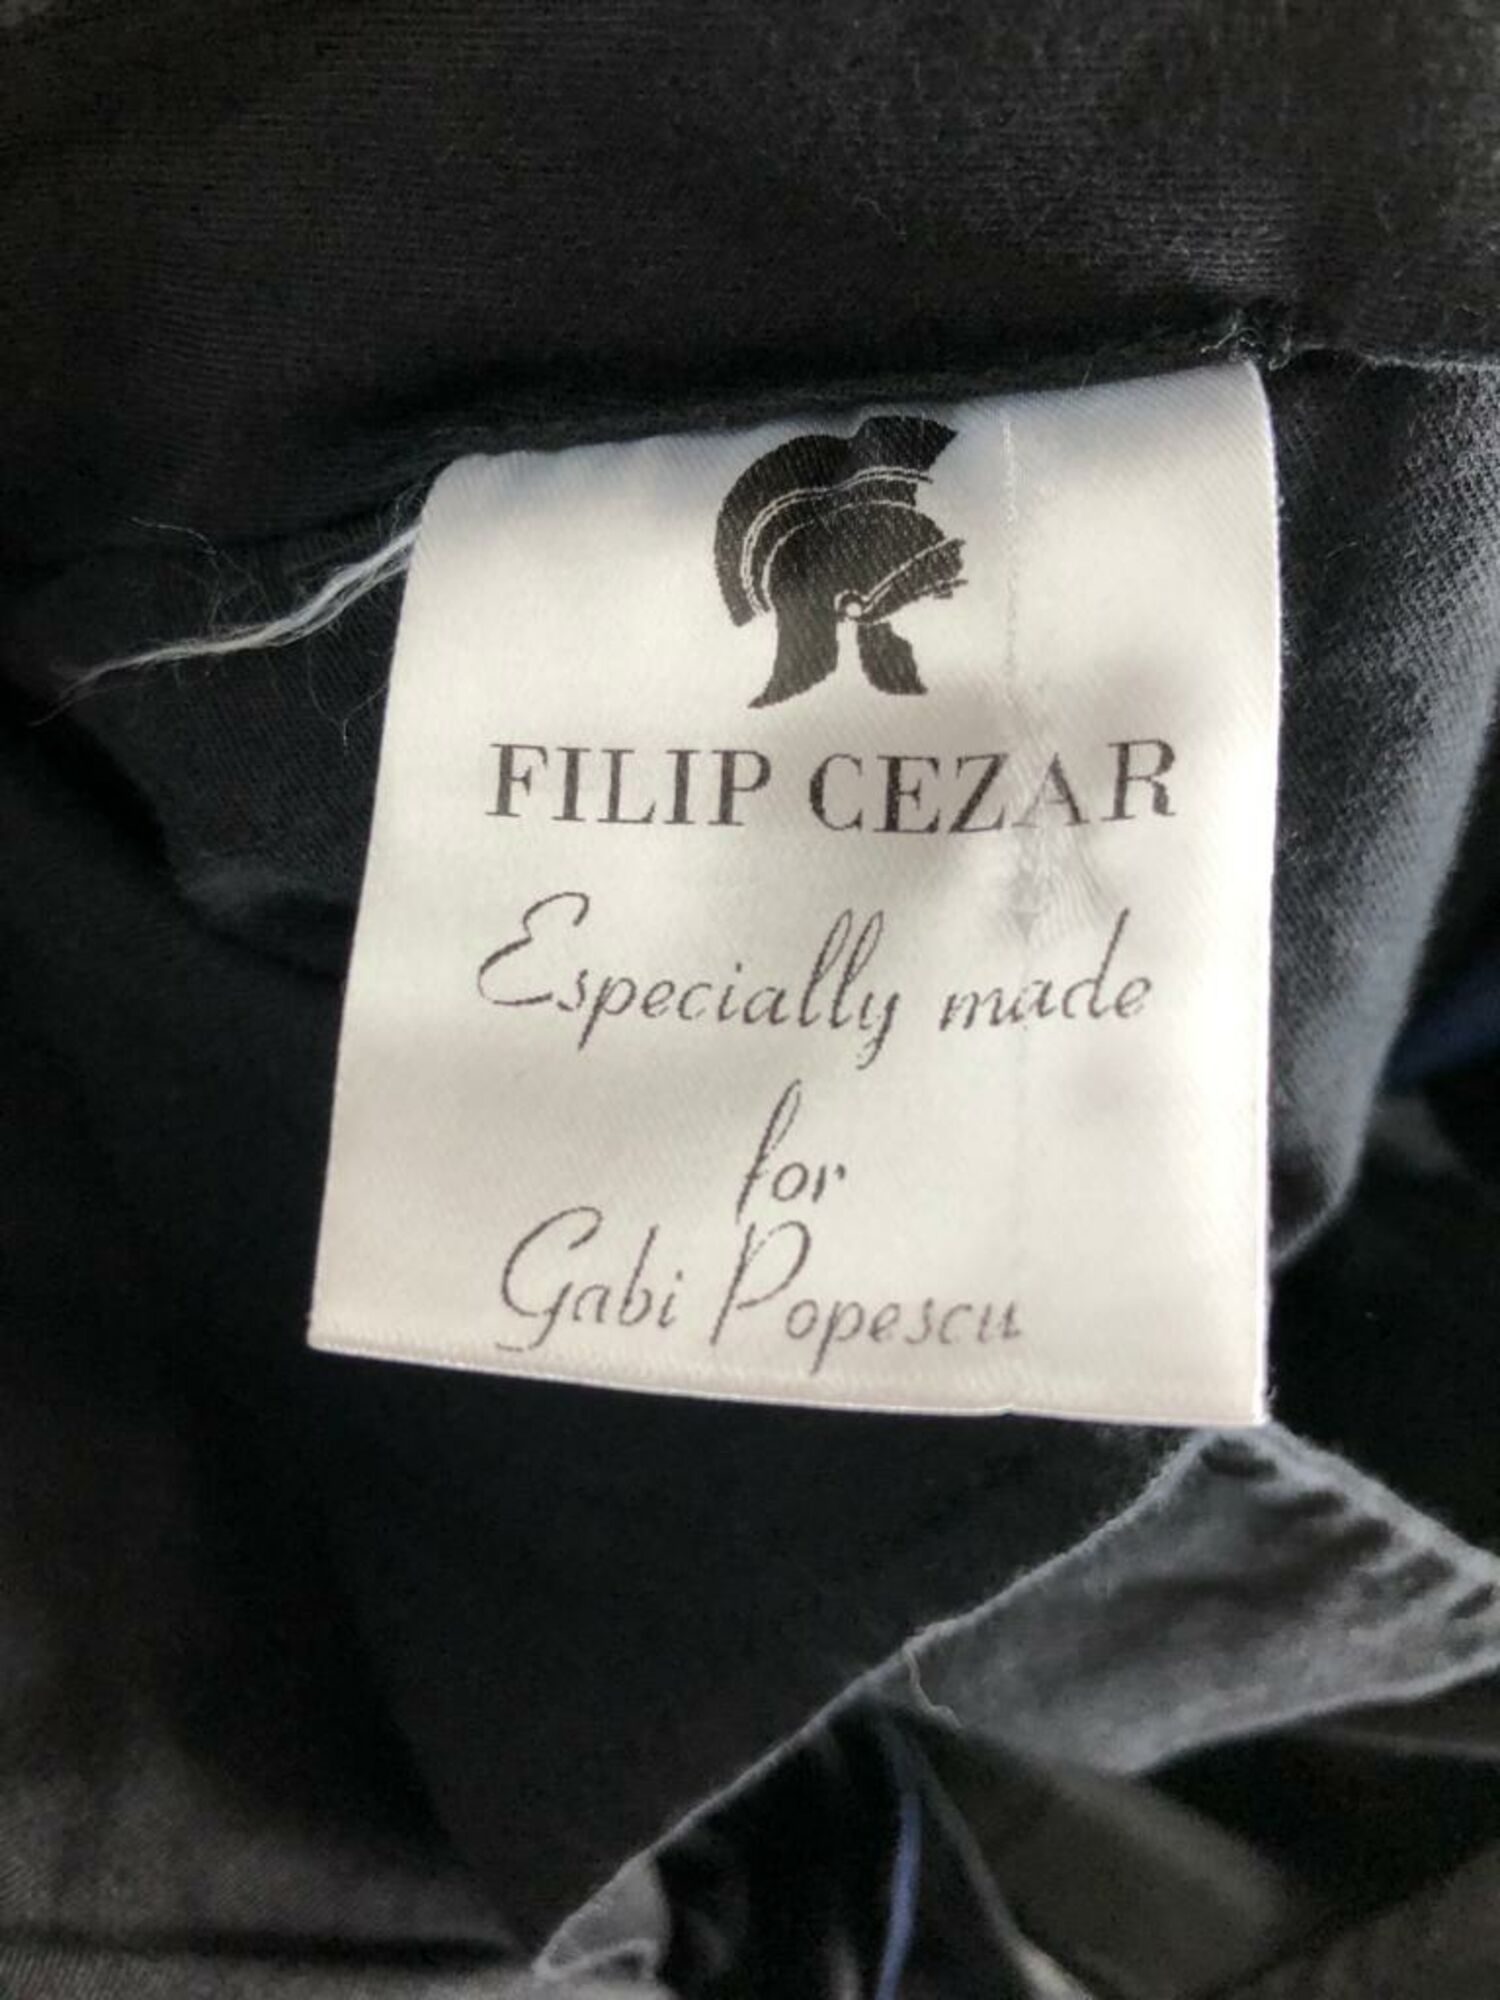 FILIP CEZAR
Especially made
for
Gabi Popescu